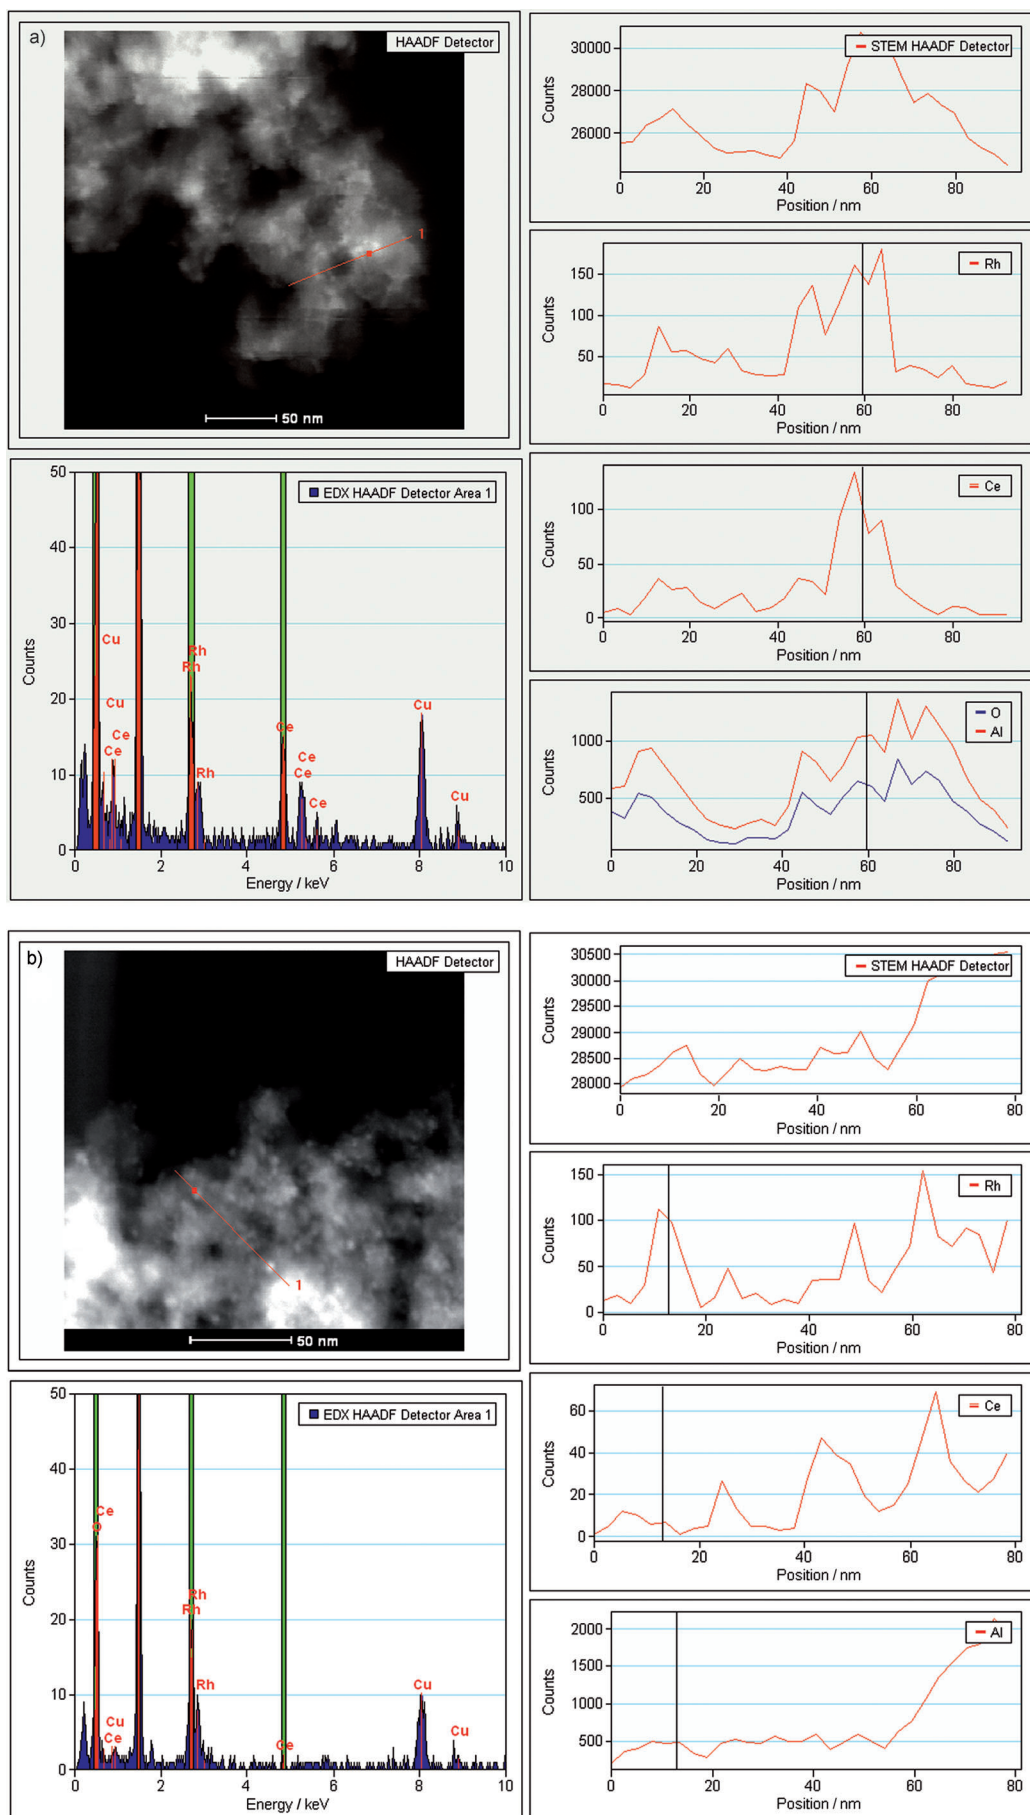 a)
HAADF Detector
1
50 nm
STEM HAADF Detector
Counts
30000
28000
26000
0 20 40 60 80
Position / nm
Rh
Counts
150
100
50
0 20 40 60 80
Position / nm
Ce
Counts
100
50
0
0 20 40 60 80
Position / nm
O
Al
Counts
1000
500
0 20 40 60 80
Position / nm
EDX HAADF Detector Area 1
Counts
50
40
30
20
10
0
Cu
Cu
Ce
Ce
Rh
Rh
Rh
Ce
Ce
Ce
Ce
Cu
Cu
0 2 4 6 8 10
Energy / keV
b)
HAADF Detector
1
50 nm
STEM HAADF Detector
Counts
30500
30000
29500
29000
28500
28000
0 20 40 60 80
Position / nm
Rh
Counts
150
100
50
0
0 20 40 60 80
Position / nm
Ce
Counts
60
40
20
0
0 20 40 60 80
Position / nm
Al
Counts
2000
1500
1000
500
0 20 40 60 80
Position / nm
EDX HAADF Detector Area 1
Counts
50
40
30
20
10
0
Ce
O
Cu
Ce
Rh
Rh
Rh
Ce
Cu
Cu
0 2 4 6 8 10
Energy / keV